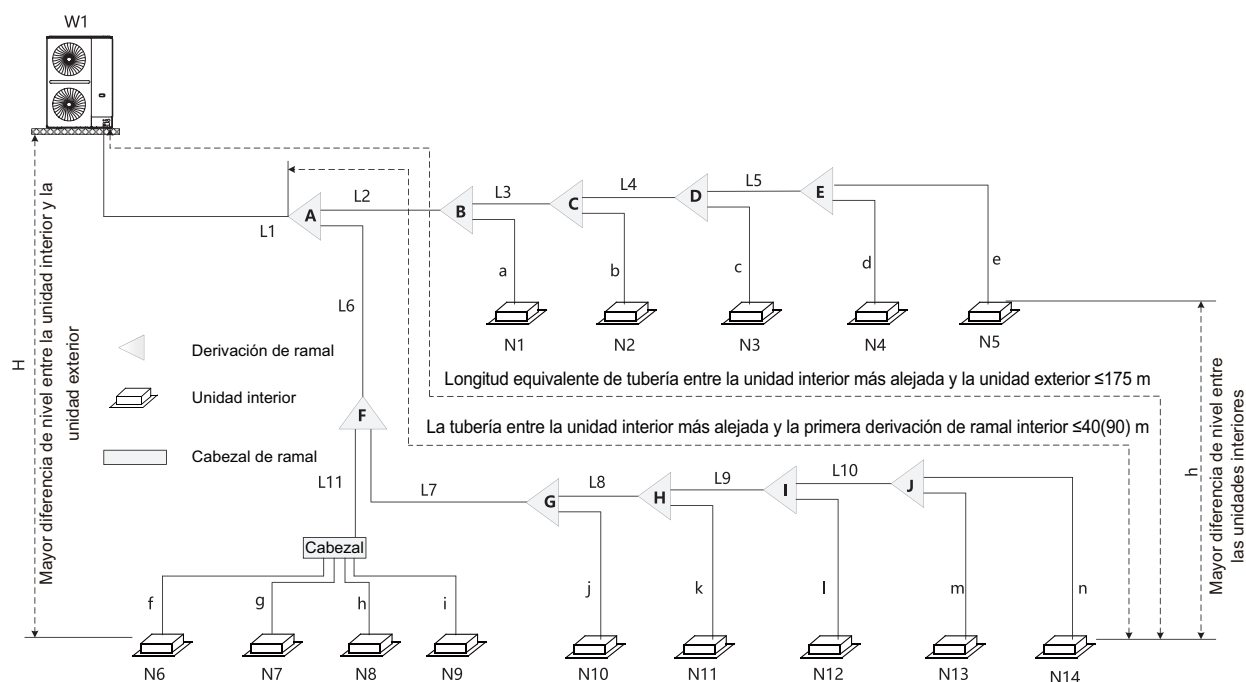 W1
A
B
C
D
E
L1
L2
L3
L4
L5
a
b
c
d
e
L6
N1
N2
N3
N4
N5
H
Mayor diferencia de nivel entre la unidad interior y la
unidad exterior
Derivación de ramal
Unidad interior
Cabezal de ramal
Longitud equivalente de tubería entre la unidad interior más alejada y la unidad exterior ≤175 m
La tubería entre la unidad interior más alejada y la primera derivación de ramal interior ≤40(90) m
h
Mayor diferencia de nivel entre
las unidades interiores
F
L11
L7
G
L8
H
L9
I
L10
J
Cabezal
f
g
h
i
j
k
l
m
n
N6
N7
N8
N9
N10
N11
N12
N13
N14